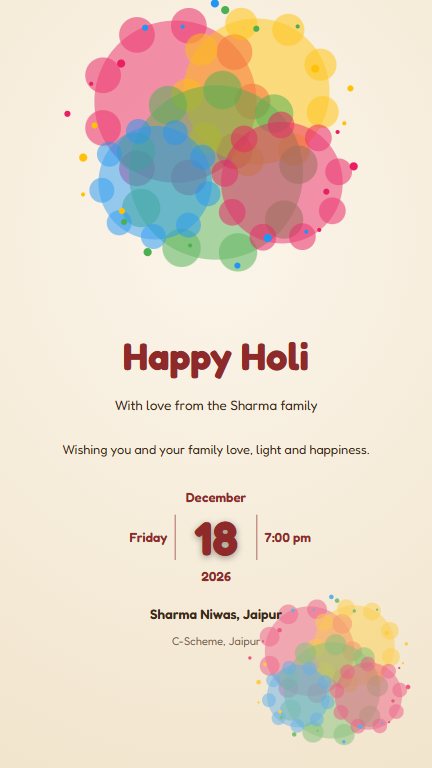 Happy Holi
With love from the Sharma family
Wishing you and your family love, light and happiness.
December
Friday 18 7:00 pm
2026
Sharma Niwas, Jaipur
C-Scheme, Jaipur